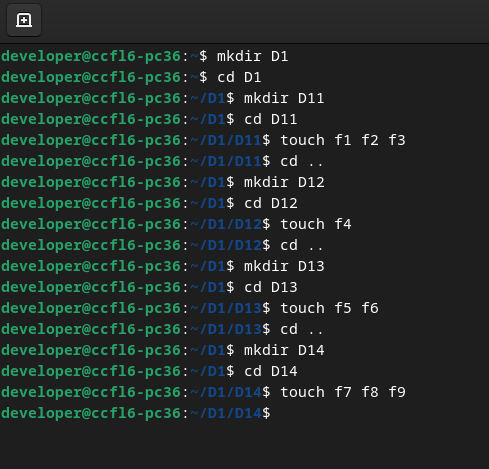 developer@ccfl6-pc36:~$ mkdir D1
developer@ccfl6-pc36:~$ cd D1
developer@ccfl6-pc36:~/D1$ mkdir D11
developer@ccfl6-pc36:~/D1$ cd D11
developer@ccfl6-pc36:~/D1/D11$ touch f1 f2 f3
developer@ccfl6-pc36:~/D1/D11$ cd ..
developer@ccfl6-pc36:~/D1$ mkdir D12
developer@ccfl6-pc36:~/D1$ cd D12
developer@ccfl6-pc36:~/D1/D12$ touch f4
developer@ccfl6-pc36:~/D1/D12$ cd ..
developer@ccfl6-pc36:~/D1$ mkdir D13
developer@ccfl6-pc36:~/D1$ cd D13
developer@ccfl6-pc36:~/D1/D13$ touch f5 f6
developer@ccfl6-pc36:~/D1/D13$ cd ..
developer@ccfl6-pc36:~/D1$ mkdir D14
developer@ccfl6-pc36:~/D1$ cd D14
developer@ccfl6-pc36:~/D1/D14$ touch f7 f8 f9
developer@ccfl6-pc36:~/D1/D14$